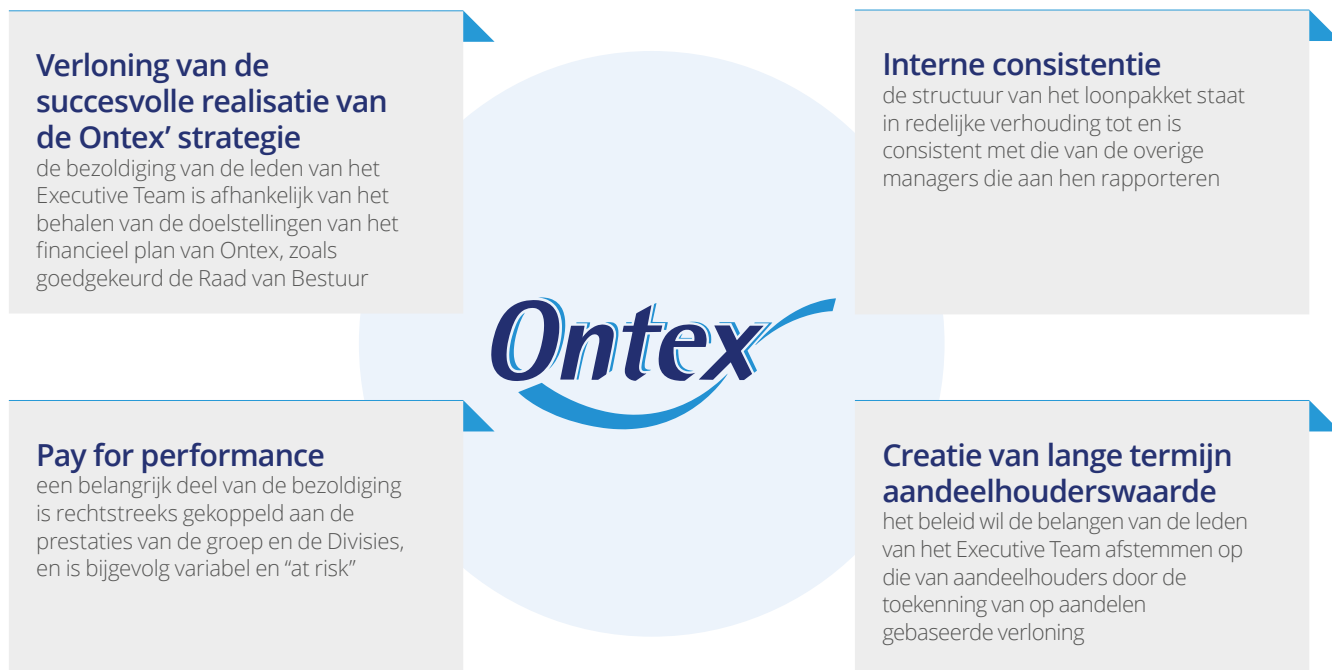 Verloning van de
succesvolle realisatie van
de Ontex’ strategie
de bezoldiging van de leden van het
Executive Team is afhankelijk van het
behalen van de doelstellingen van het
financieel plan van Ontex, zoals
goedgekeurd de Raad van Bestuur
Interne consistentie
de structuur van het loonpakket staat
in redelijke verhouding tot en is
consistent met die van de overige
managers die aan hen rapporteren
Ontex
Pay for performance
een belangrijk deel van de bezoldiging
is rechtstreeks gekoppeld aan de
prestaties van de groep en de Divisies,
en is bijgevolg variabel en “at risk”
Creatie van lange termijn
aandeelhouderswaarde
het beleid wil de belangen van de leden
van het Executive Team afstemmen op
die van aandeelhouders door de
toekenning van op aandelen
gebaseerde verloning